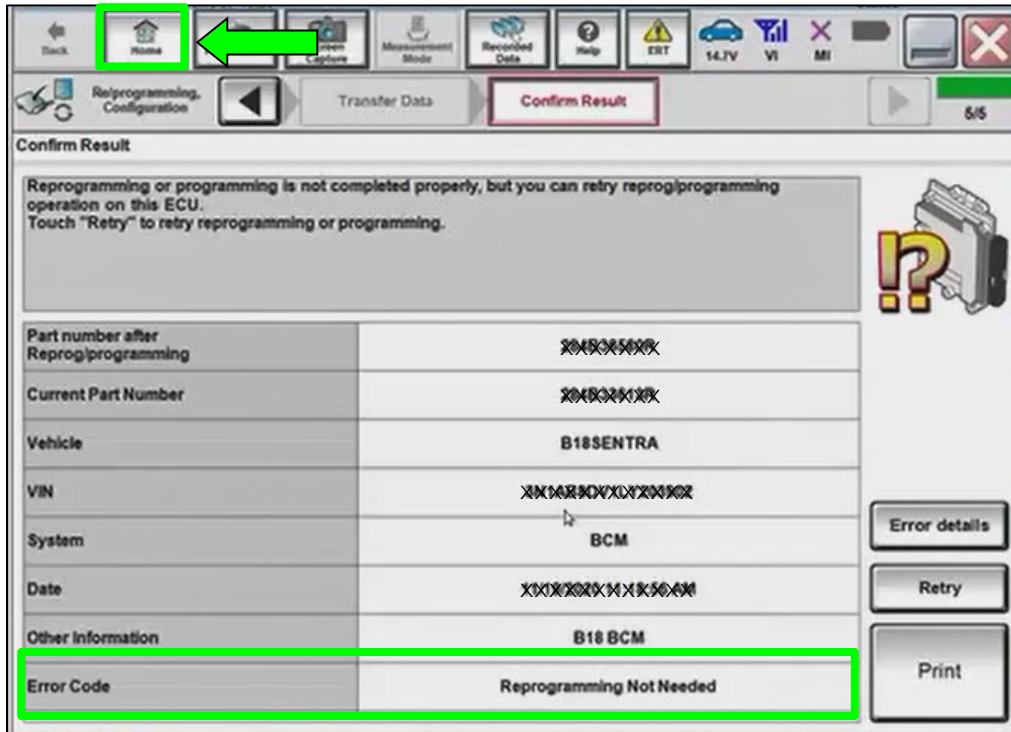 Back
Home
Screen
Capture
Measurement
Mode
Recorded
Data
Help
ERT
14.7V
VI
MI
Re/programming,
Configuration
Transfer Data
Confirm Result
5/5
Confirm Result
Reprogramming or programming is not completed properly, but you can retry reprog/programming
operation on this ECU.
Touch "Retry" to retry reprogramming or programming.
!?
Part number after
Reprog/programming
Current Part Number
Vehicle
B18SENTRA
VIN
System
BCM
Date
Other Information
B18 BCM
Error Code
Reprogramming Not Needed
Error details
Retry
Print